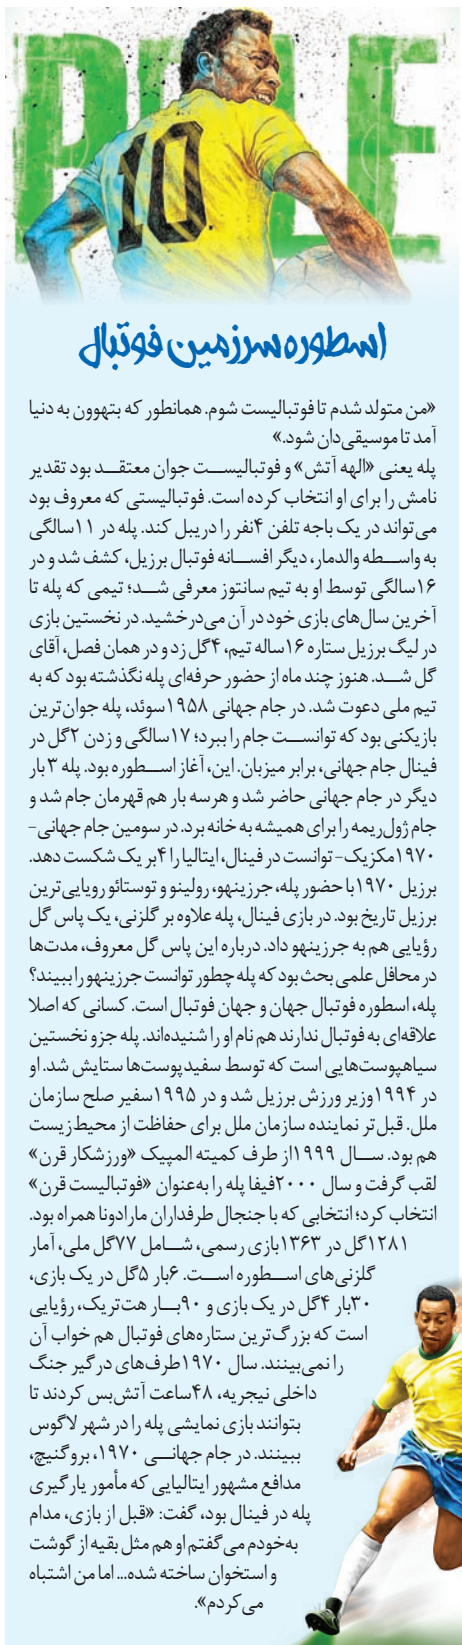 PELE
10
اسطوره سرزمین فوتبال
«من متولد شدم تا فوتبالیست شوم. همانطور که بتهوون به دنیا
آمد تا موسیقی‌دان شود.»
پله یعنی «الهه آتش» و فوتبالیست جوان معتقد بود تقدیر
نامش را برای او انتخاب کرده است. فوتبالیستی که معروف بود
می‌تواند در یک باجه تلفن ۴نفر را دریبل کند. پله در ۱۱سالگی
به واسطه والدمار، دیگر افسانه فوتبال برزیل، کشف شد و در
۱۶سالگی توسط او به تیم سانتوز معرفی شد؛ تیمی که پله تا
آخرین سال‌های بازی خود در آن می‌درخشید. در نخستین بازی
در لیگ برزیل ستاره ۱۶ساله تیم، ۴گل زد و در همان فصل، آقای
گل شد. هنوز چند ماه از حضور حرفه‌ای پله نگذشته بود که به
تیم ملی دعوت شد. در جام جهانی ۱۹۵۸سوئد، پله جوان‌ترین
بازیکنی بود که توانست جام را ببرد؛ ۱۷سالگی و زدن ۲گل در
فینال جام جهانی، برابر میزبان. این، آغاز اسطوره بود. پله ۳بار
دیگر در جام جهانی حاضر شد و هرسه بار هم قهرمان جام شد و
جام ژول‌ریمه را برای همیشه به خانه برد. در سومین جام جهانی-
۱۹۷۰مکزیک- توانست در فینال، ایتالیا را ۴بر یک شکست دهد.
برزیل ۱۹۷۰با حضور پله، جرزینهو، رولینو و توستائو رویایی‌ترین
برزیل تاریخ بود. در بازی فینال، پله علاوه بر گلزنی، یک پاس گل
رؤیایی هم به جرزینهو داد. درباره این پاس گل معروف، مدت‌ها
در محافل علمی بحث بود که پله چطور توانست جرزینهو را ببیند؟
پله، اسطوره فوتبال جهان و جهان فوتبال است. کسانی که اصلا
علاقه‌ای به فوتبال ندارند هم نام او را شنیده‌اند. پله جزو نخستین
سیاهپوست‌هایی است که توسط سفیدپوست‌ها ستایش شد. او
در ۱۹۹۴وزیر ورزش برزیل شد و در ۱۹۹۵سفیر صلح سازمان
ملل. قبل‌تر نماینده سازمان ملل برای حفاظت از محیط‌زیست
هم بود. سال ۱۹۹۹از طرف کمیته المپیک «ورزشکار قرن»
لقب گرفت و سال ۲۰۰۰فیفا پله را به‌عنوان «فوتبالیست قرن»
انتخاب کرد؛ انتخابی که با جنجال طرفداران مارادونا همراه بود.
۱۲۸۱گل در ۱۳۶۳بازی رسمی، شامل ۷۷گل ملی، آمار
گلزنی‌های اسطوره است. ۶بار ۵گل در یک بازی،
۳۰بار ۴گل در یک بازی و ۹۰بار هت‌تریک، رؤیایی
است که بزرگ‌ترین ستاره‌های فوتبال هم خواب آن
را نمی‌بینند. سال ۱۹۷۰طرف‌های درگیر جنگ
داخلی نیجریه، ۴۸ساعت آتش‌بس کردند تا
بتوانند بازی نمایشی پله را در شهر لاگوس
ببینند. در جام جهانی ۱۹۷۰، بروگنیچ،
مدافع مشهور ایتالیایی که مأمور یارگیری
پله در فینال بود، گفت: «قبل از بازی، مدام
به‌خودم می‌گفتم او هم مثل بقیه از گوشت
و استخوان ساخته شده... اما من اشتباه
می‌کردم».